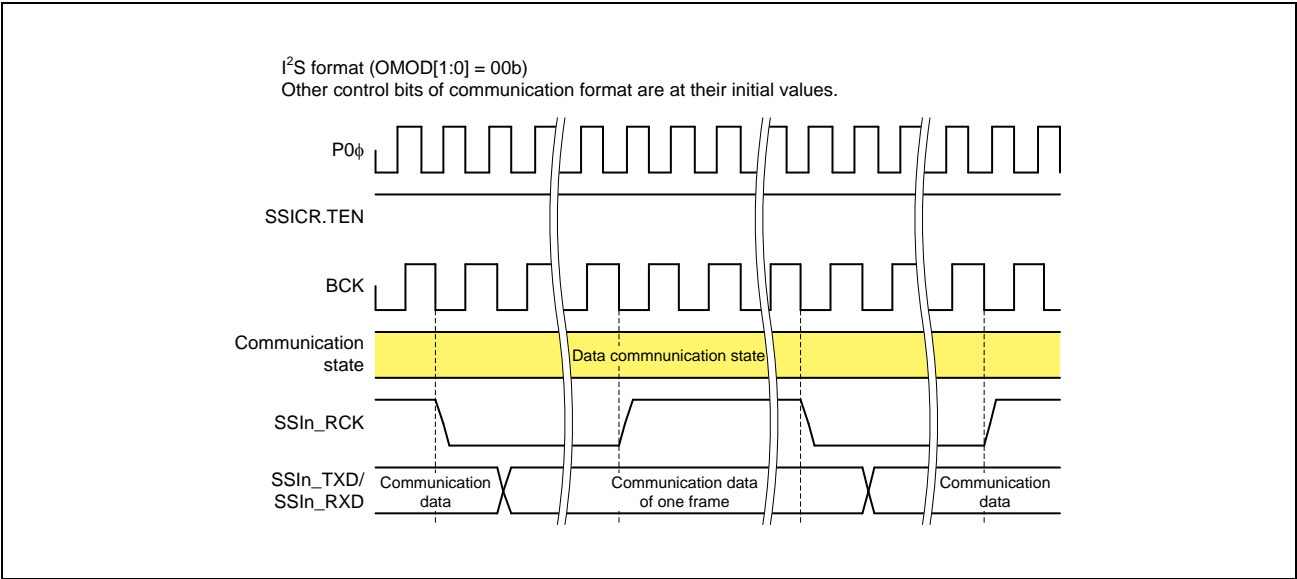 I²S format (OMOD[1:0] = 00b)
Other control bits of communication format are at their initial values.
P0ϕ
SSICR.TEN
BCK
Communication
state
Data commnunication state
SSIn_RCK
SSIn_TXD/
SSIn_RXD
Communication
data
Communication data
of one frame
Communication
data